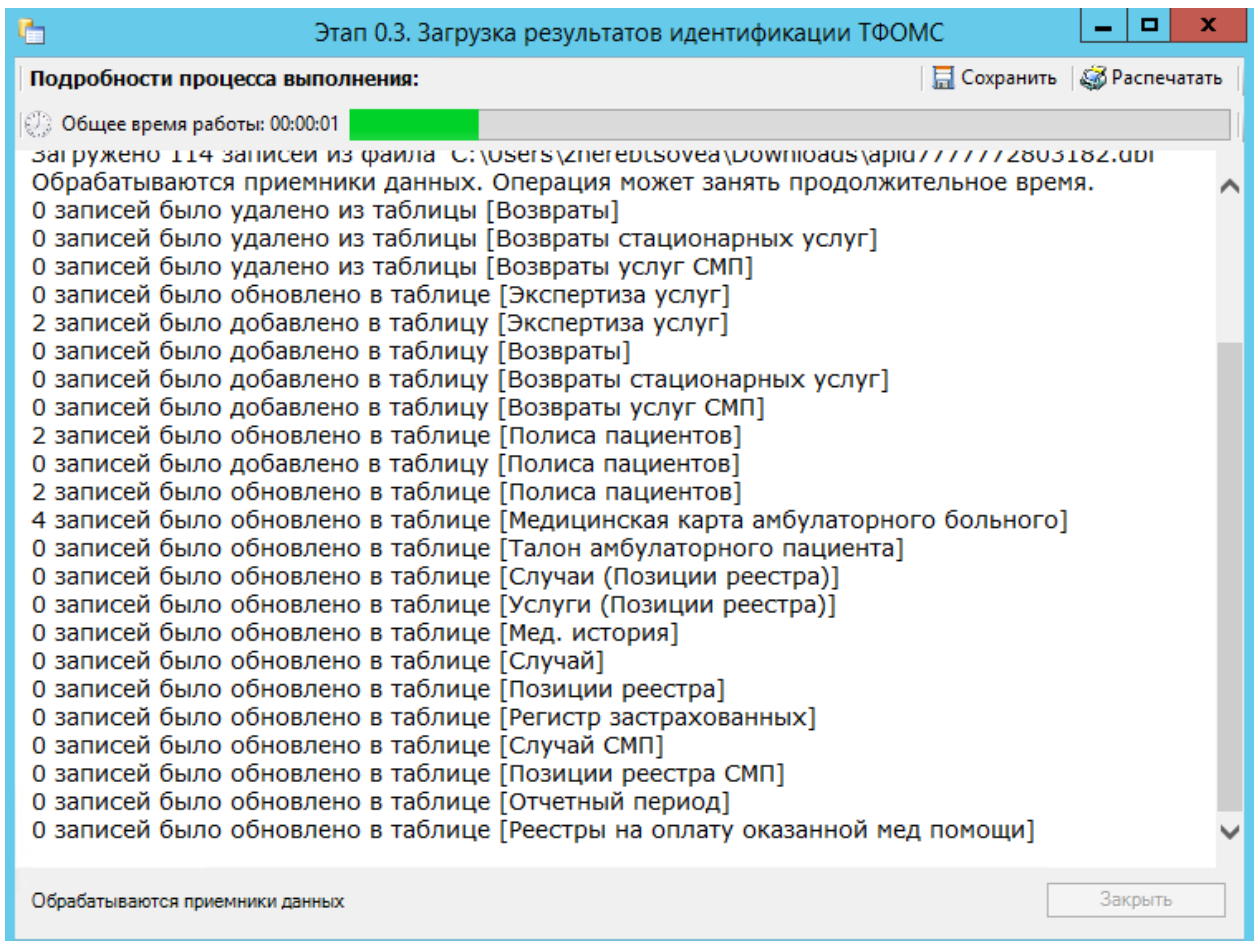 Этап 0.3. Загрузка результатов идентификации ТФОМС
Подробности процесса выполнения:
Сохранить
Распечатать
Общее время работы: 00:00:01
Загружено 114 записей из файла C:\Users\zherebtsovea\Downloads\apid7777772803182.dbf
Обрабатываются приемники данных. Операция может занять продолжительное время.
0 записей было удалено из таблицы [Возвраты]
0 записей было удалено из таблицы [Возвраты стационарных услуг]
0 записей было удалено из таблицы [Возвраты услуг СМП]
0 записей было обновлено в таблице [Экспертиза услуг]
2 записей было добавлено в таблицу [Экспертиза услуг]
0 записей было добавлено в таблицу [Возвраты]
0 записей было добавлено в таблицу [Возвраты стационарных услуг]
0 записей было добавлено в таблицу [Возвраты услуг СМП]
2 записей было обновлено в таблице [Полиса пациентов]
0 записей было добавлено в таблицу [Полиса пациентов]
2 записей было обновлено в таблице [Полиса пациентов]
4 записей было обновлено в таблице [Медицинская карта амбулаторного больного]
0 записей было обновлено в таблице [Талон амбулаторного пациента]
0 записей было обновлено в таблице [Случаи (Позиции реестра)]
0 записей было обновлено в таблице [Услуги (Позиции реестра)]
0 записей было обновлено в таблице [Мед. история]
0 записей было обновлено в таблице [Случай]
0 записей было обновлено в таблице [Позиции реестра]
0 записей было обновлено в таблице [Регистр застрахованных]
0 записей было обновлено в таблице [Случай СМП]
0 записей было обновлено в таблице [Позиции реестра СМП]
0 записей было обновлено в таблице [Отчетный период]
0 записей было обновлено в таблице [Реестры на оплату оказанной мед помощи]
Обрабатываются приемники данных
Закрыть